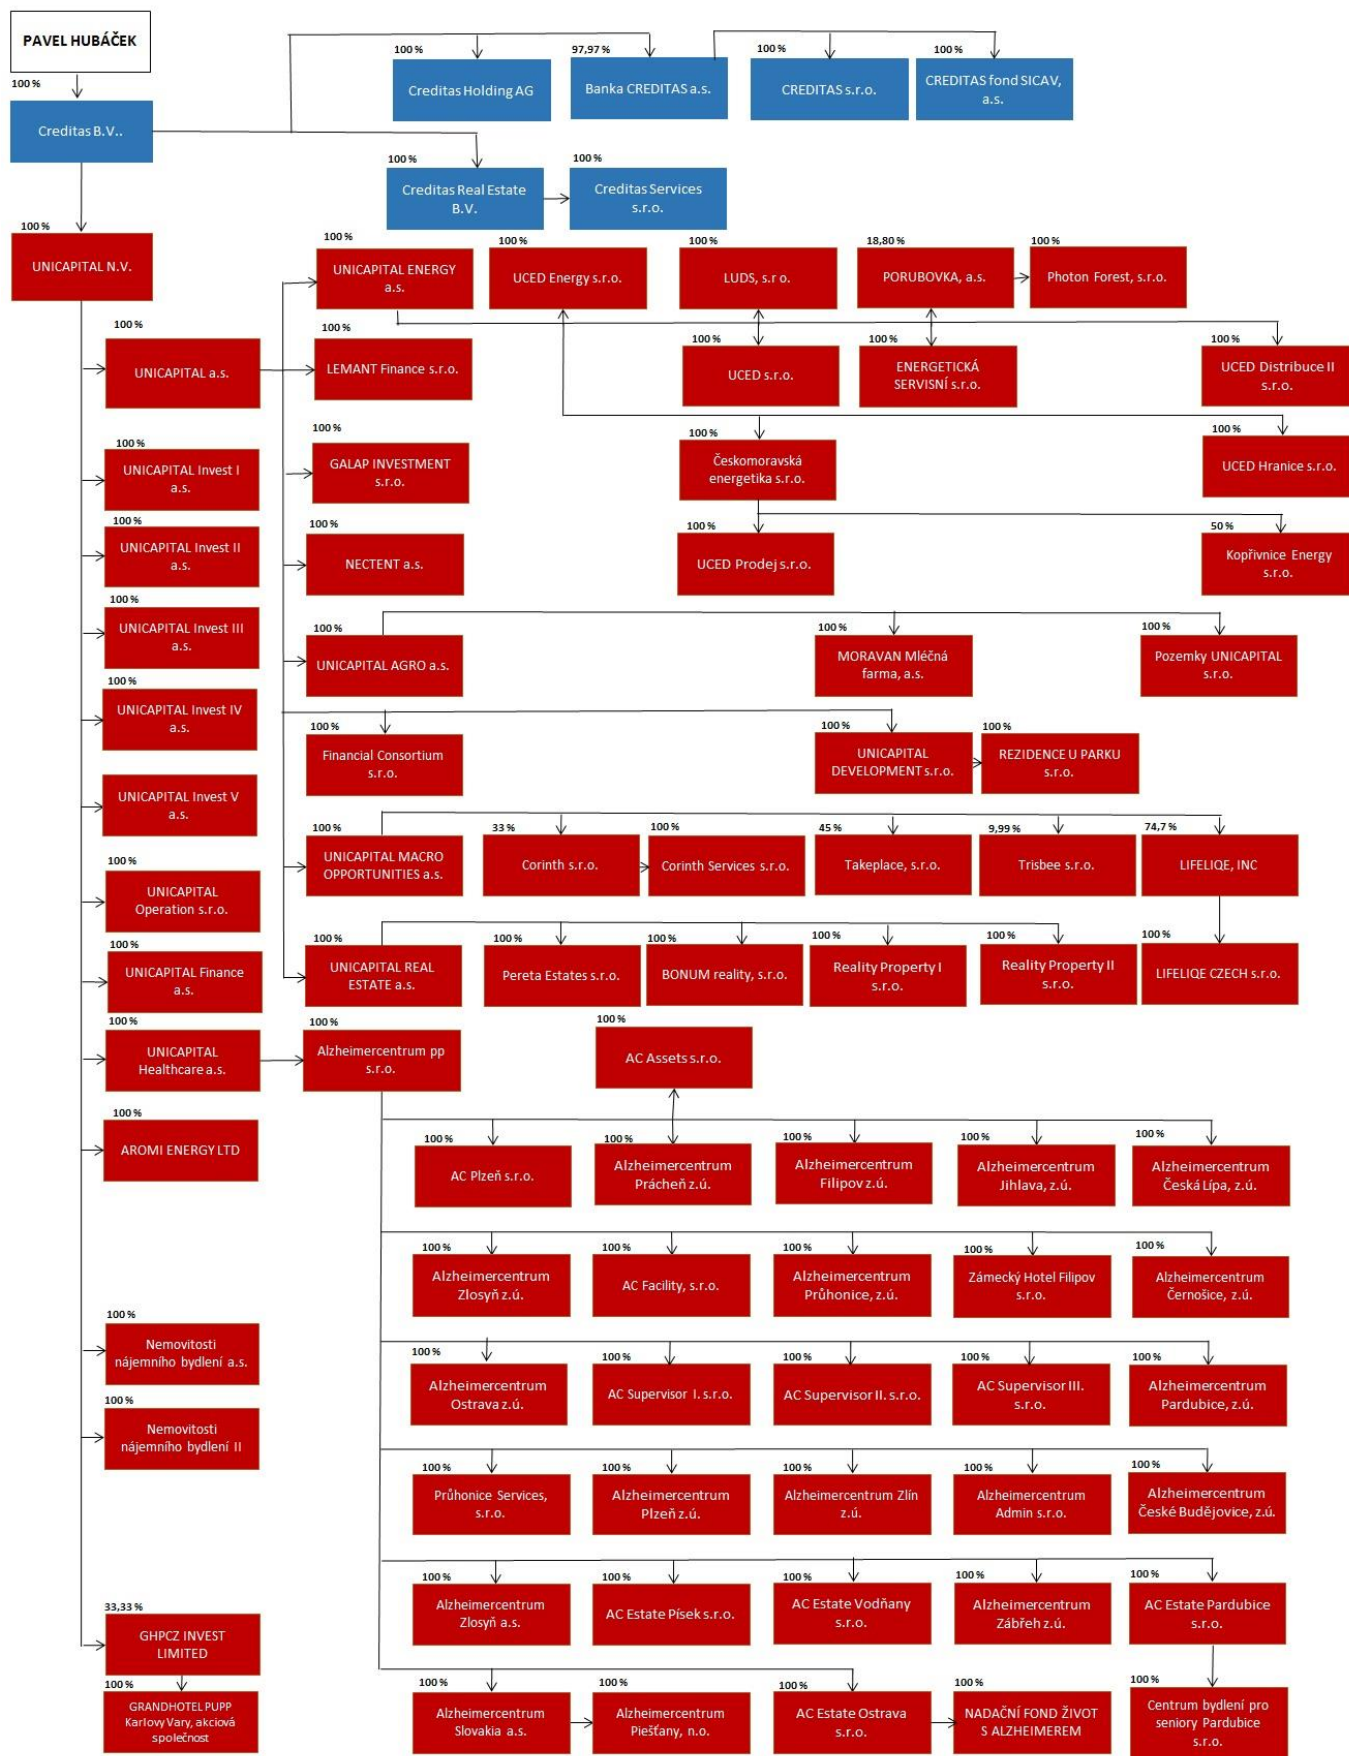 PAVEL HUBÁČEK
100 %
Creditas B.V..
100 %
Creditas Holding AG
97,97 %
Banka CREDITAS a.s.
100 %
CREDITAS s.r.o.
100 %
CREDITAS fond SICAV,
a.s.
100 %
Creditas Real Estate
B.V.
100 %
Creditas Services
s.r.o.
100 %
UNICAPITAL N.V.
100 %
UNICAPITAL ENERGY
a.s.
100 %
UCED Energy s.r.o.
100 %
LUDS, s.r o.
18,80 %
PORUBOVKA, a.s.
100 %
Photon Forest, s.r.o.
100 %
UNICAPITAL a.s.
100 %
LEMANT Finance s.r.o.
100 %
UCED s.r.o.
100 %
ENERGETICKÁ
SERVISNÍ s.r.o.
100 %
UCED Distribuce II
s.r.o.
100 %
UNICAPITAL Invest I
a.s.
100 %
GALAP INVESTMENT
s.r.o.
100 %
Českomoravská
energetika s.r.o.
100 %
UCED Hranice s.r.o.
100 %
UNICAPITAL Invest II
a.s.
100 %
NECTENT a.s.
100 %
UCED Prodej s.r.o.
50 %
Kopřivnice Energy
s.r.o.
100 %
UNICAPITAL Invest III
a.s.
100 %
UNICAPITAL AGRO a.s.
100 %
MORAVAN Mléčná
farma, a.s.
100 %
Pozemky UNICAPITAL
s.r.o.
100 %
UNICAPITAL Invest IV
a.s.
100 %
Financial Consortium
s.r.o.
100 %
UNICAPITAL
DEVELOPMENT s.r.o.
100 %
REZIDENCE U PARKU
s.r.o.
UNICAPITAL Invest V
a.s.
100 %
UNICAPITAL MACRO
OPPORTUNITIES a.s.
33 %
Corinth s.r.o.
100 %
Corinth Services s.r.o.
45 %
Takeplace, s.r.o.
9,99 %
Trisbee s.r.o.
74,7 %
LIFELIQE, INC
100 %
UNICAPITAL
Operation s.r.o.
100 %
UNICAPITAL Finance
a.s.
100 %
UNICAPITAL REAL
ESTATE a.s.
100 %
Pereta Estates s.r.o.
100 %
BONUM reality, s.r.o.
100 %
Reality Property I
s.r.o.
100 %
Reality Property II
s.r.o.
100 %
LIFELIQE CZECH s.r.o.
100 %
UNICAPITAL
Healthcare a.s.
100 %
Alzheimercentrum pp
s.r.o.
100 %
AC Assets s.r.o.
100 %
AROMI ENERGY LTD
100 %
AC Plzeň s.r.o.
100 %
Alzheimercentrum
Prácheň z.ú.
100 %
Alzheimercentrum
Filipov z.ú.
100 %
Alzheimercentrum
Jihlava, z.ú.
100 %
Alzheimercentrum
Česká Lípa, z.ú.
100 %
Alzheimercentrum
Zlosyň z.ú.
100 %
AC Facility, s.r.o.
100 %
Alzheimercentrum
Průhonice, z.ú.
100 %
Zámecký Hotel Filipov
s.r.o.
100 %
Alzheimercentrum
Černošice, z.ú.
100 %
Nemovitosti
nájemního bydlení a.s.
100 %
Alzheimercentrum
Ostrava z.ú.
100 %
AC Supervisor I. s.r.o.
100 %
AC Supervisor II. s.r.o.
100 %
AC Supervisor III.
s.r.o.
100 %
Alzheimercentrum
Pardubice, z.ú.
100 %
Nemovitosti
nájemního bydlení II
100 %
Průhonice Services,
s.r.o.
100 %
Alzheimercentrum
Plzeň z.ú.
100 %
Alzheimercentrum Zlín
z.ú.
100 %
Alzheimercentrum
Admin s.r.o.
100 %
Alzheimercentrum
České Budějovice, z.ú.
100 %
Alzheimercentrum
Zlosyň a.s.
100 %
AC Estate Písek s.r.o.
100 %
AC Estate Vodňany
s.r.o.
100 %
Alzheimercentrum
Zábřeh z.ú.
100 %
AC Estate Pardubice
s.r.o.
33,33 %
GHPCZ INVEST
LIMITED
100 %
GRANDHOTEL PUPP
Karlovy Vary, akciová
společnost
100 %
Alzheimercentrum
Slovakia a.s.
100 %
Alzheimercentrum
Piešťany, n.o.
100 %
AC Estate Ostrava
s.r.o.
100 %
NADAČNÍ FOND ŽIVOT
S ALZHEIMEREM
100 %
Centrum bydlení pro
seniory Pardubice
s.r.o.